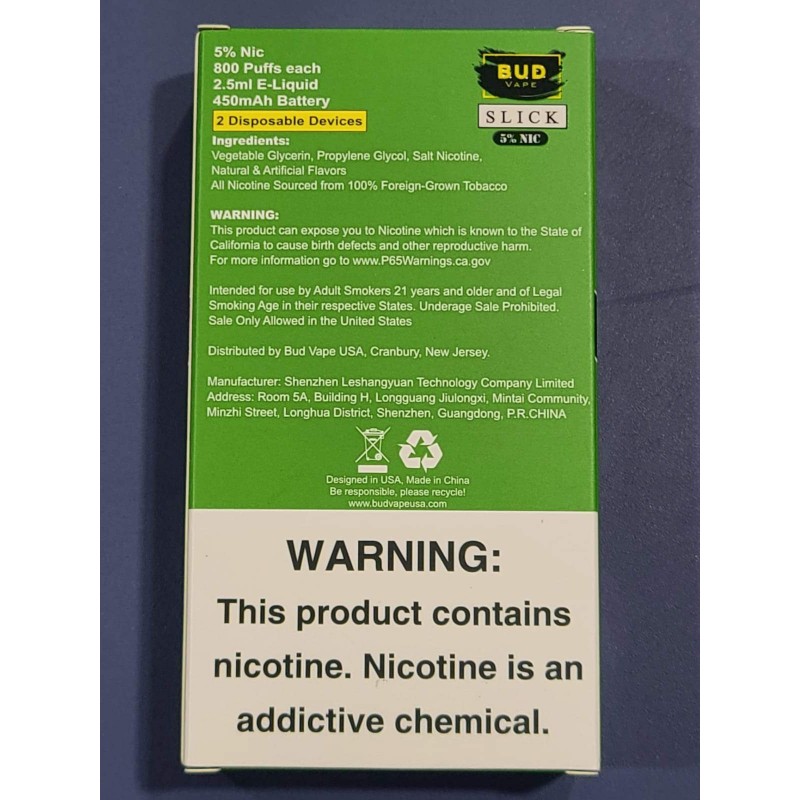 5% Nic
800 Puffs each
2.5ml E-Liquid
450mAh Battery
2 Disposable Devices
BUD
VAPE
SLICK
5% NIC
Ingredients:
Vegetable Glycerin, Propylene Glycol, Salt Nicotine,
Natural & Artificial Flavors
All Nicotine Sourced from 100% Foreign-Grown Tobacco
WARNING:
This product can expose you to Nicotine which is known to the State of
California to cause birth defects and other reproductive harm.
For more information go to www.P65Warnings.ca.gov
Intended for use by Adult Smokers 21 years and older and of Legal
Smoking Age in their respective States. Underage Sale Prohibited.
Sale Only Allowed in the United States
Distributed by Bud Vape USA, Cranbury, New Jersey.
Manufacturer: Shenzhen Leshangyuan Technology Company Limited
Address: Room 5A, Building H, Longguang Jiulongxi, Mintai Community,
Minzhi Street, Longhua District, Shenzhen, Guangdong, P.R.CHINA
Designed in USA, Made in China
Be responsible, please recycle!
www.budvapeusa.com
WARNING:
This product contains
nicotine. Nicotine is an
addictive chemical.